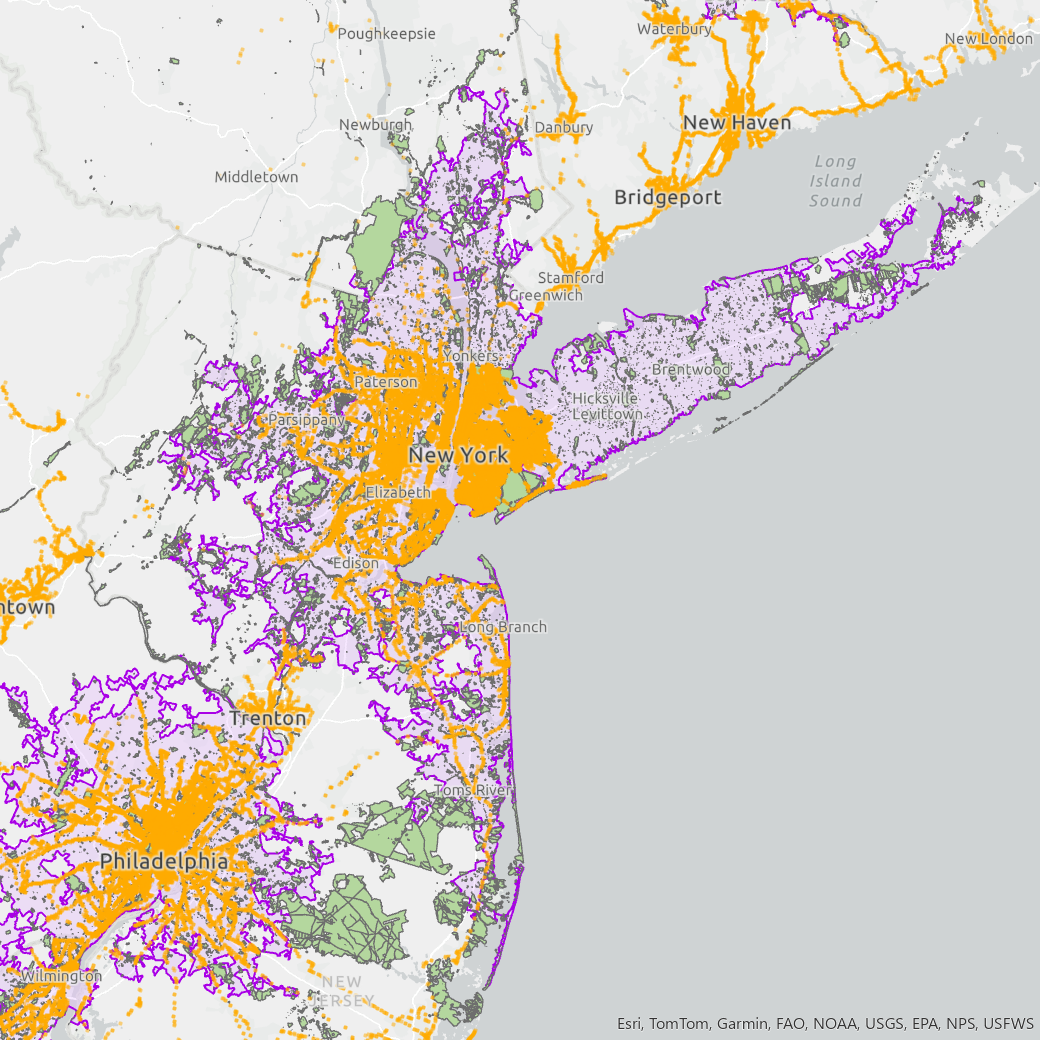 Poughkeepsie
Waterbury
New London
Newburgh
Danbury
New Haven
Middletown
Long
Island
Sound
Bridgeport
Stamford
Greenwich
Yonkers
Brentwood
Paterson
Hicksville
Levittown
Parsippany
New York
Elizabeth
Edison
ntown
Long Branch
Trenton
Toms River
Philadelphia
Wilmington
NEW
JERSEY
Esri, TomTom, Garmin, FAO, NOAA, USGS, EPA, NPS, USFWS